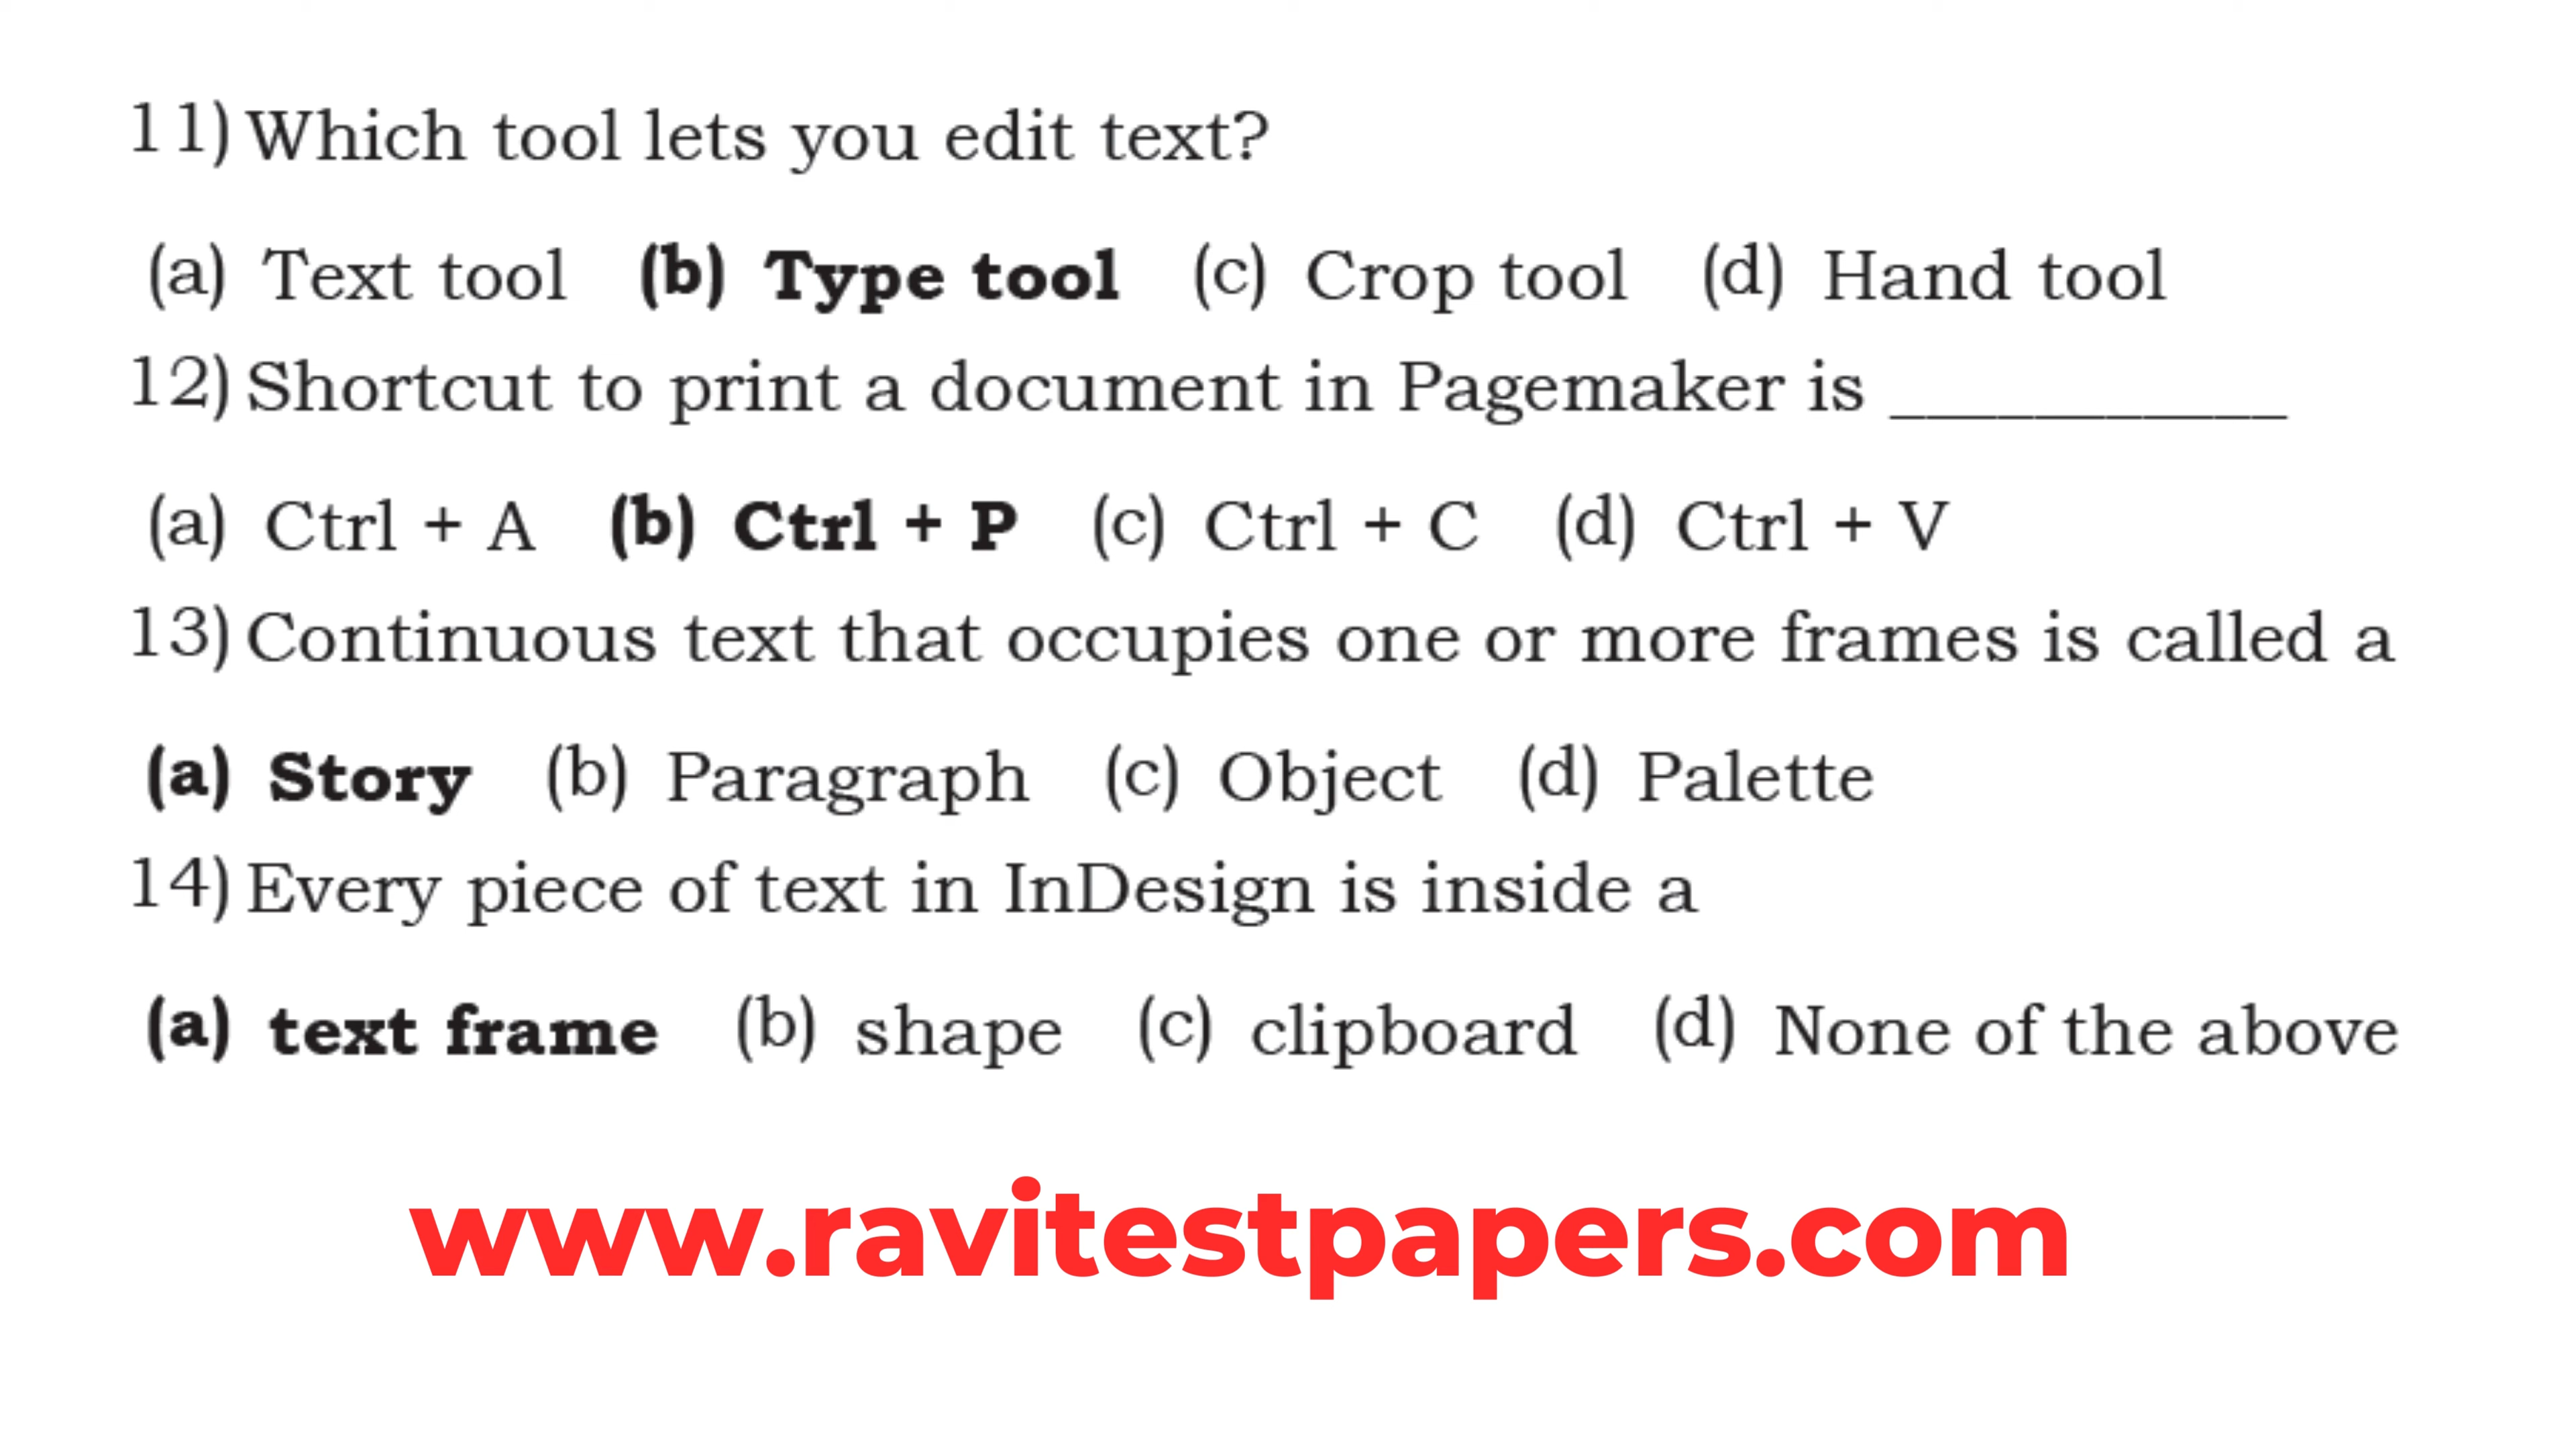 11) Which tool lets you edit text?
(a) Text tool (b) Type tool (c) Crop tool (d) Hand tool
12) Shortcut to print a document in Pagemaker is ___________
(a) Ctrl + A (b) Ctrl + P (c) Ctrl + C (d) Ctrl + V
13) Continuous text that occupies one or more frames is called a
(a) Story (b) Paragraph (c) Object (d) Palette
14) Every piece of text in InDesign is inside a
(a) text frame (b) shape (c) clipboard (d) None of the above
www.ravitestpapers.com